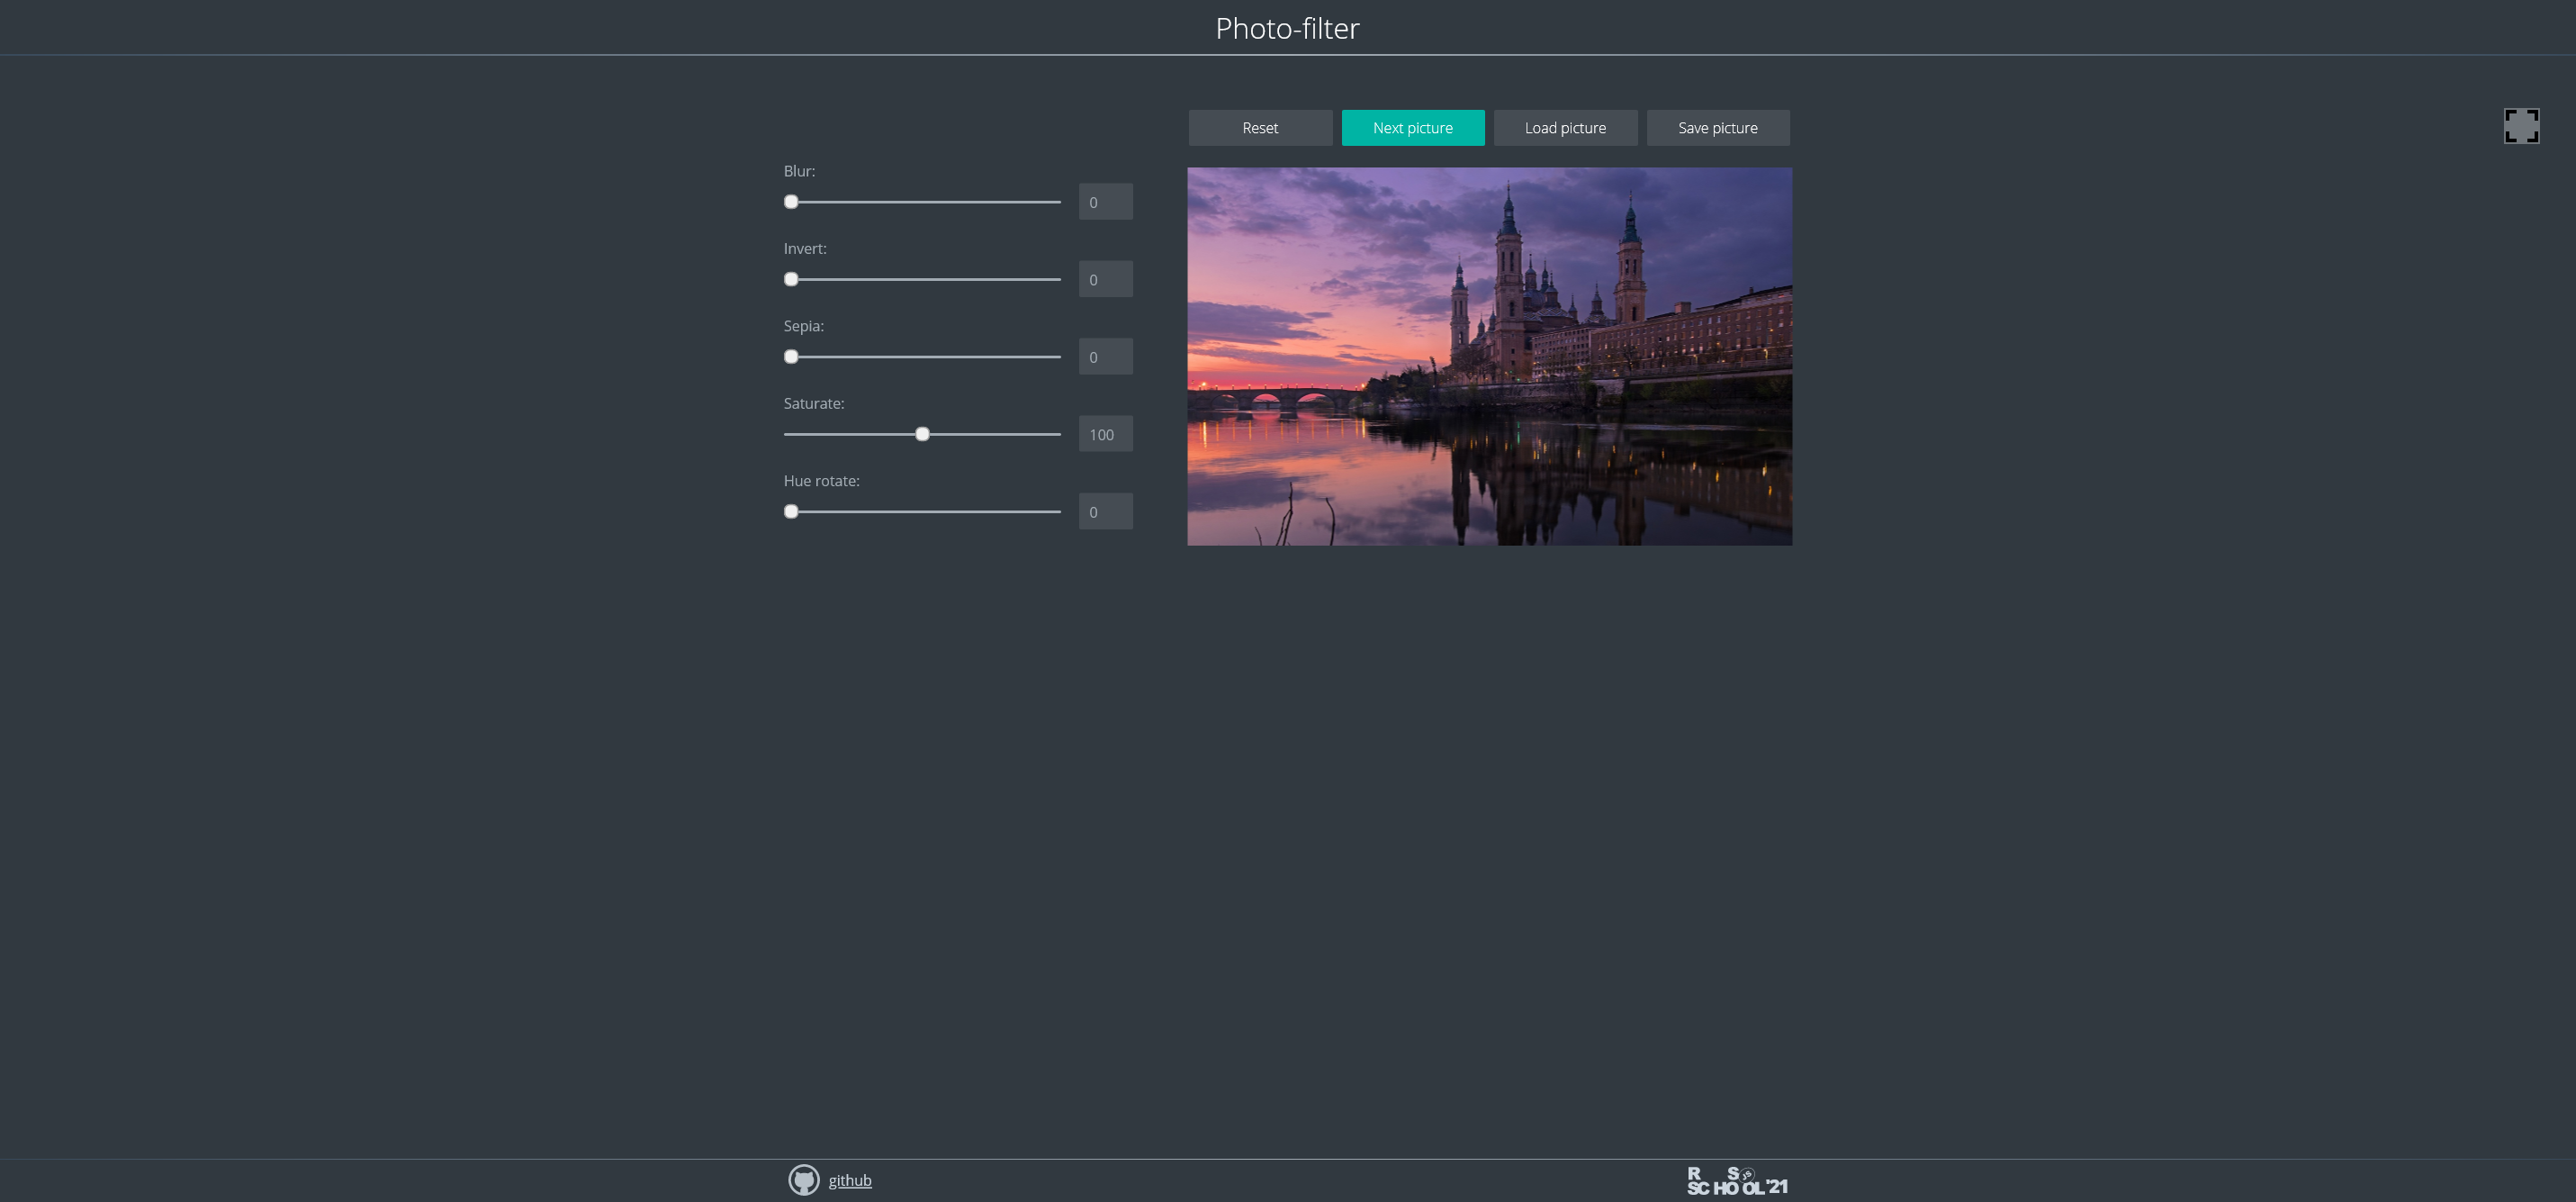 Photo-filter
Reset Next picture Load picture Save picture
Blur:
0
Invert:
0
Sepia:
0
Saturate:
100
Hue rotate:
0
github
R S JS
SCHOOL'21